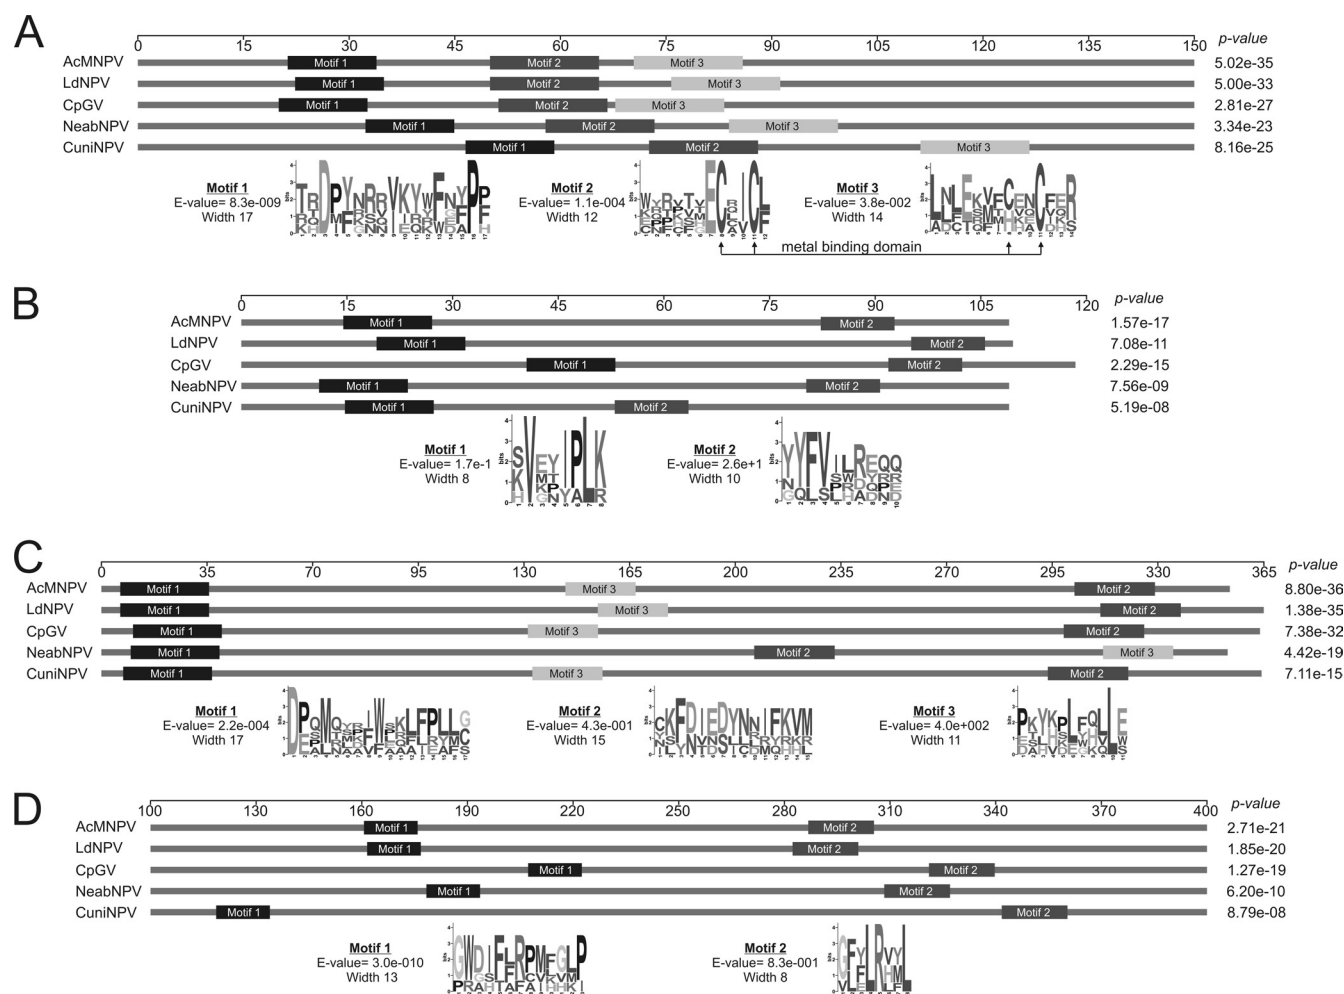 A
0 15 30 45 60 75 90 105 120 135 150 p-value
AcMNPV Motif 1 Motif 2 Motif 3 5.02e-35
LdNPV Motif 1 Motif 2 Motif 3 5.00e-33
CpGV Motif 1 Motif 2 Motif 3 2.81e-27
NeabNPV Motif 1 Motif 2 Motif 3 3.34e-23
CuniNPV Motif 1 Motif 2 Motif 3 8.16e-25
Motif 1 Motif 2 Motif 3
E-value= 8.3e-009 E-value= 1.1e-004 E-value= 3.8e-002
Width 17 Width 12 Width 14
metal binding domain
B
0 15 30 45 60 75 90 105 120 p-value
AcMNPV Motif 1 Motif 2 1.57e-17
LdNPV Motif 1 Motif 2 7.08e-11
CpGV Motif 1 Motif 2 2.29e-15
NeabNPV Motif 1 Motif 2 7.56e-09
CuniNPV Motif 1 Motif 2 5.19e-08
Motif 1 Motif 2
E-value= 1.7e-1 E-value= 2.6e+1
Width 8 Width 10
C
0 35 70 95 130 165 200 235 270 295 330 365 p-value
AcMNPV Motif 1 Motif 3 Motif 2 8.80e-36
LdNPV Motif 1 Motif 3 Motif 2 1.38e-35
CpGV Motif 1 Motif 3 Motif 2 7.38e-32
NeabNPV Motif 1 Motif 2 Motif 3 4.42e-19
CuniNPV Motif 1 Motif 3 Motif 2 7.11e-15
Motif 1 Motif 2 Motif 3
E-value= 2.2e-004 E-value= 4.3e-001 E-value= 4.0e+002
Width 17 Width 15 Width 11
D
100 130 160 190 220 250 280 310 340 370 400 p-value
AcMNPV Motif 1 Motif 2 2.71e-21
LdNPV Motif 1 Motif 2 1.85e-20
CpGV Motif 1 Motif 2 1.27e-19
NeabNPV Motif 1 Motif 2 6.20e-10
CuniNPV Motif 1 Motif 2 8.79e-08
Motif 1 Motif 2
E-value= 3.0e-010 E-value= 8.3e-001
Width 13 Width 8